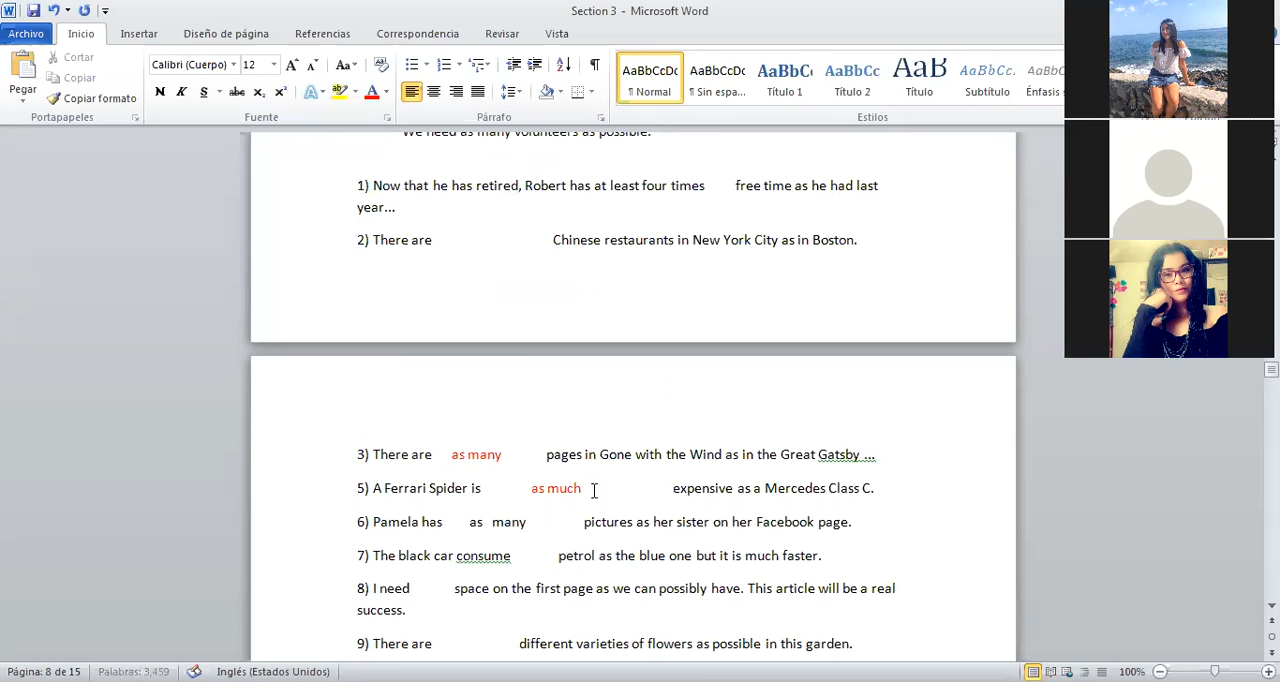 Section 3 - Microsoft Word
Archivo Inicio Insertar Diseño de página Referencias Correspondencia Revisar Vista
Pegar
Cortar
Copiar
Copiar formato
Portapapeles
Calibri (Cuerpo) 12
Fuente
Párrafo
AaBbCcDc AaBbCcDc AaBbC AaBbCc AaB AaBbCc AaBbCc
¶ Normal ¶ Sin espa... Título 1 Título 2 Título Subtítulo Énfasis
Estilos
We need as many volunteers as possible.
1) Now that he has retired, Robert has at least four times free time as he had last
year...
2) There are Chinese restaurants in New York City as in Boston.
3) There are as many pages in Gone with the Wind as in the Great Gatsby ...
5) A Ferrari Spider is as much expensive as a Mercedes Class C.
6) Pamela has as many pictures as her sister on her Facebook page.
7) The black car consume petrol as the blue one but it is much faster.
8) I need space on the first page as we can possibly have. This article will be a real
success.
9) There are different varieties of flowers as possible in this garden.
Página: 8 de 15 Palabras: 3,459 Inglés (Estados Unidos) 100%